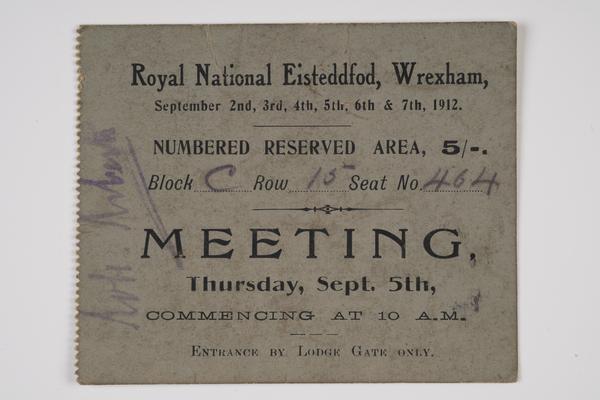 Royal National Eisteddfod, Wrexham,
September 2nd, 3rd, 4th, 5th, 6th & 7th, 1912.
NUMBERED RESERVED AREA, 5/-.
Block C Row 15 Seat No. 464
MEETING,
Thursday, Sept. 5th,
COMMENCING AT 10 A.M.
ENTRANCE BY LODGE GATE ONLY.